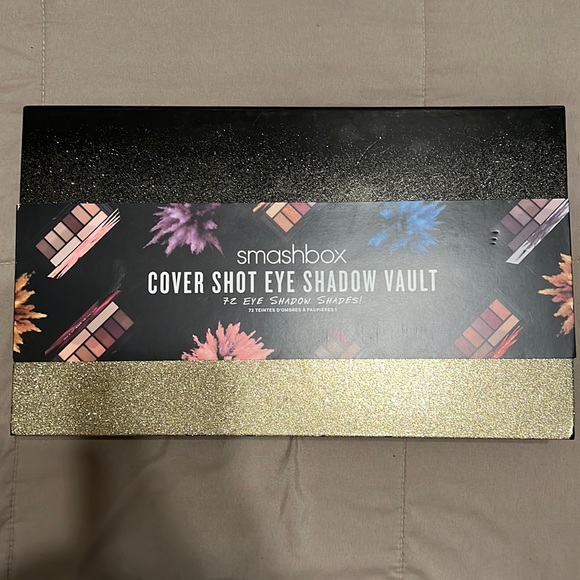 smashbox
COVER SHOT EYE SHADOW VAULT
72 EYE SHADOW SHADES!
72 TEINTES D'OMBRES À PAUPIÈRES !